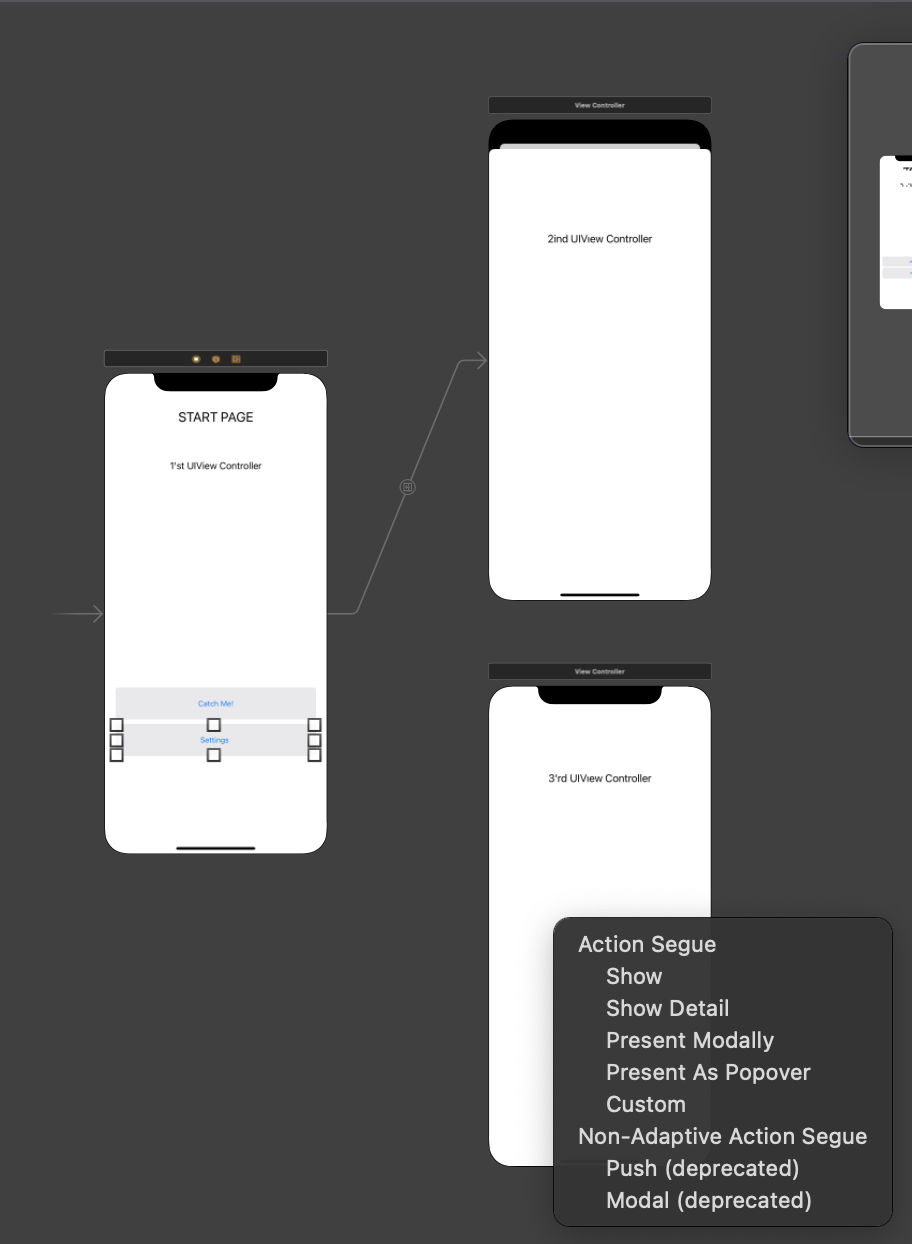 View Controller
2ind UIView Controller
START PAGE
1'st UIView Controller
Catch Me!
Settings
View Controller
3'rd UIView Controller
Action Segue
Show
Show Detail
Present Modally
Present As Popover
Custom
Non-Adaptive Action Segue
Push (deprecated)
Modal (deprecated)